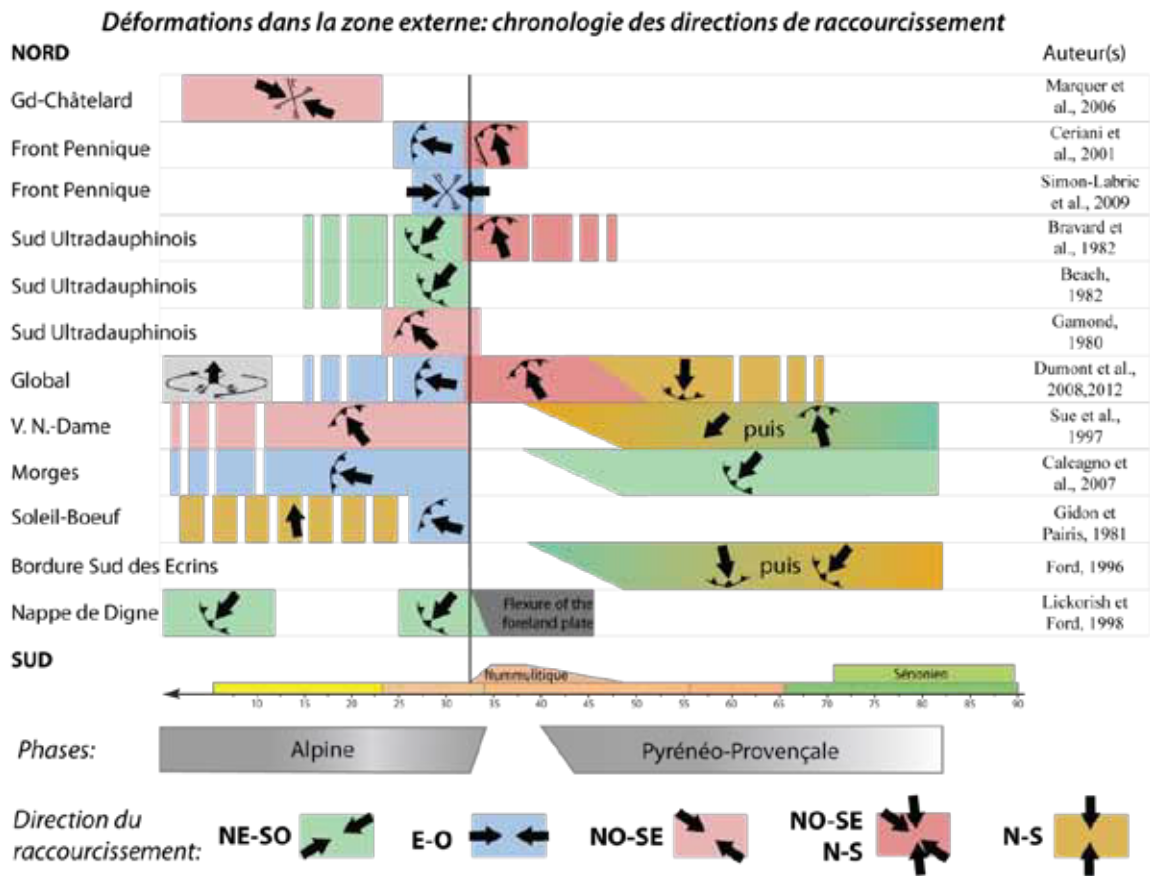 Déformations dans la zone externe: chronologie des directions de raccourcissement
NORD
Auteur(s)
Gd-Châtelard
Marquer et
al., 2006
Front Pennique
Ceriani et
al., 2001
Front Pennique
Simon-Labric
et al., 2009
Sud Ultradauphinois
Bravard et
al., 1982
Sud Ultradauphinois
Beach,
1982
Sud Ultradauphinois
Gamond,
1980
Global
Dumont et al.,
2008,2012
V. N.-Dame
puis
Sue et al.,
1997
Morges
Calcagno et
al., 2007
Soleil-Boeuf
Gidon et
Pairis, 1981
Bordure Sud des Ecrins
puis
Ford, 1996
Nappe de Digne
Flexure of the
foreland plate
Lickorish et
Ford, 1998
SUD
Nummulitique
Sénonien
10 15 20 25 30 35 40 45 50 55 60 65 70 75 80 85 90
Phases:
Alpine
Pyrénéo-Provençale
Direction du
raccourcissement:
NE-SO
E-O
NO-SE
NO-SE
N-S
N-S